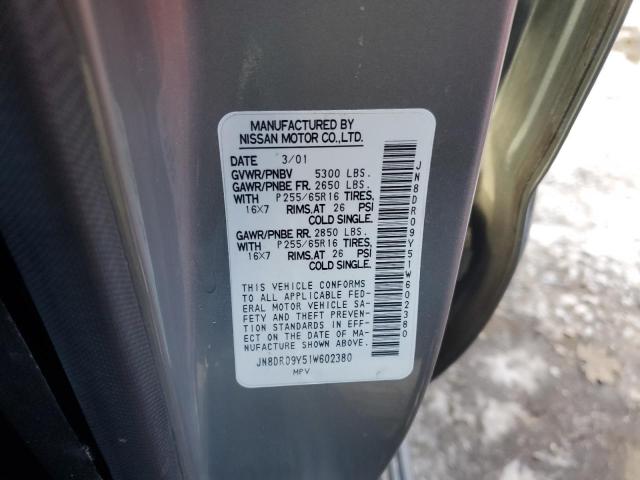 MANUFACTURED BY
NISSAN MOTOR CO.,LTD.
DATE 3/01
GVWR/PNBV 5300 LBS.
GAWR/PNBE FR. 2650 LBS.
WITH P255/65R16 TIRES,
16X7 RIMS,AT 26 PSI
COLD SINGLE.
GAWR/PNBE RR. 2850 LBS.
WITH P255/65R16 TIRES,
16X7 RIMS,AT 26 PSI
COLD SINGLE.
THIS VEHICLE CONFORMS
TO ALL APPLICABLE FED-
ERAL MOTOR VEHICLE SA-
FETY AND THEFT PREVEN-
TION STANDARDS IN EFF-
ECT ON THE DATE OF MA-
NUFACTURE SHOWN ABOVE.
JN8DR09Y51W602380
MPV
JN8DR09Y51W602380